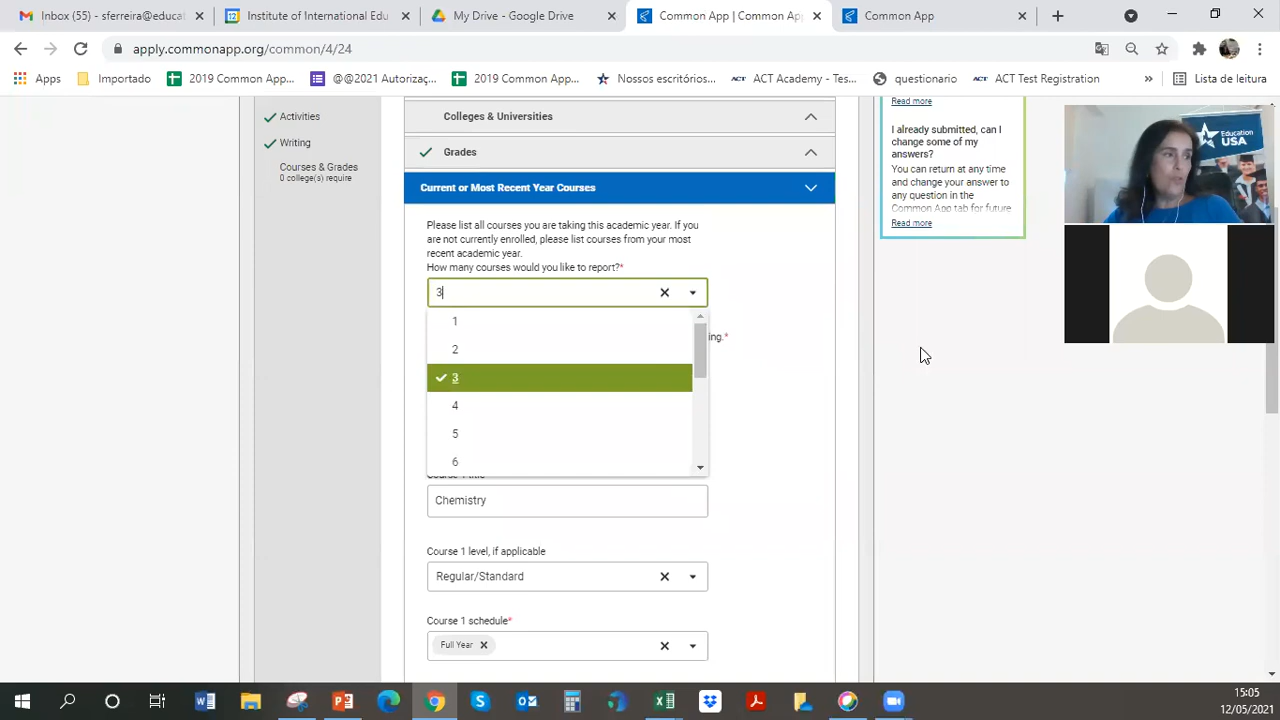 Inbox (55) - sferreira@educat
Institute of International Edu
My Drive - Google Drive
Common App | Common Ap
Common App
apply.commonapp.org/common/4/24
Apps
Importado
2019 Common App...
@@2021 Autorizaç...
2019 Common App...
Nossos escritórios...
ACT Academy - Tes...
questionario
ACT Test Registration
»
Lista de leitura
Activities
Writing
Courses & Grades
0 college(s) require
Colleges & Universities
Grades
Current or Most Recent Year Courses
Please list all courses you are taking this academic year. If you
are not currently enrolled, please list courses from your most
recent academic year.
How many courses would you like to report?*
3
1
2
3
4
5
6
ing.*
Chemistry
Course 1 level, if applicable
Regular/Standard
Course 1 schedule*
Full Year
Read more
I already submitted, can I
change some of my
answers?
You can return at any time
and change your answer to
any question in the
Common App tab for future
Read more
Education
USA
15:05
12/05/2021